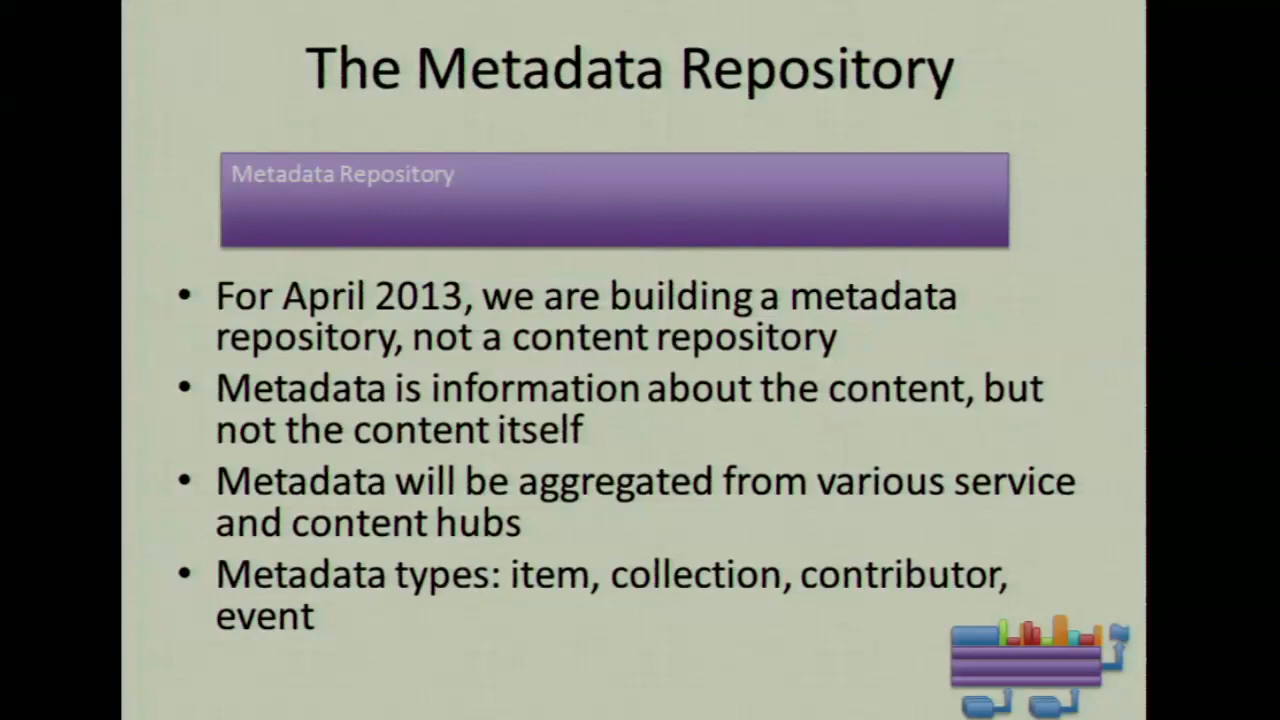 The Metadata Repository
Metadata Repository
• For April 2013, we are building a metadata
repository, not a content repository
• Metadata is information about the content, but
not the content itself
• Metadata will be aggregated from various service
and content hubs
• Metadata types: item, collection, contributor,
event